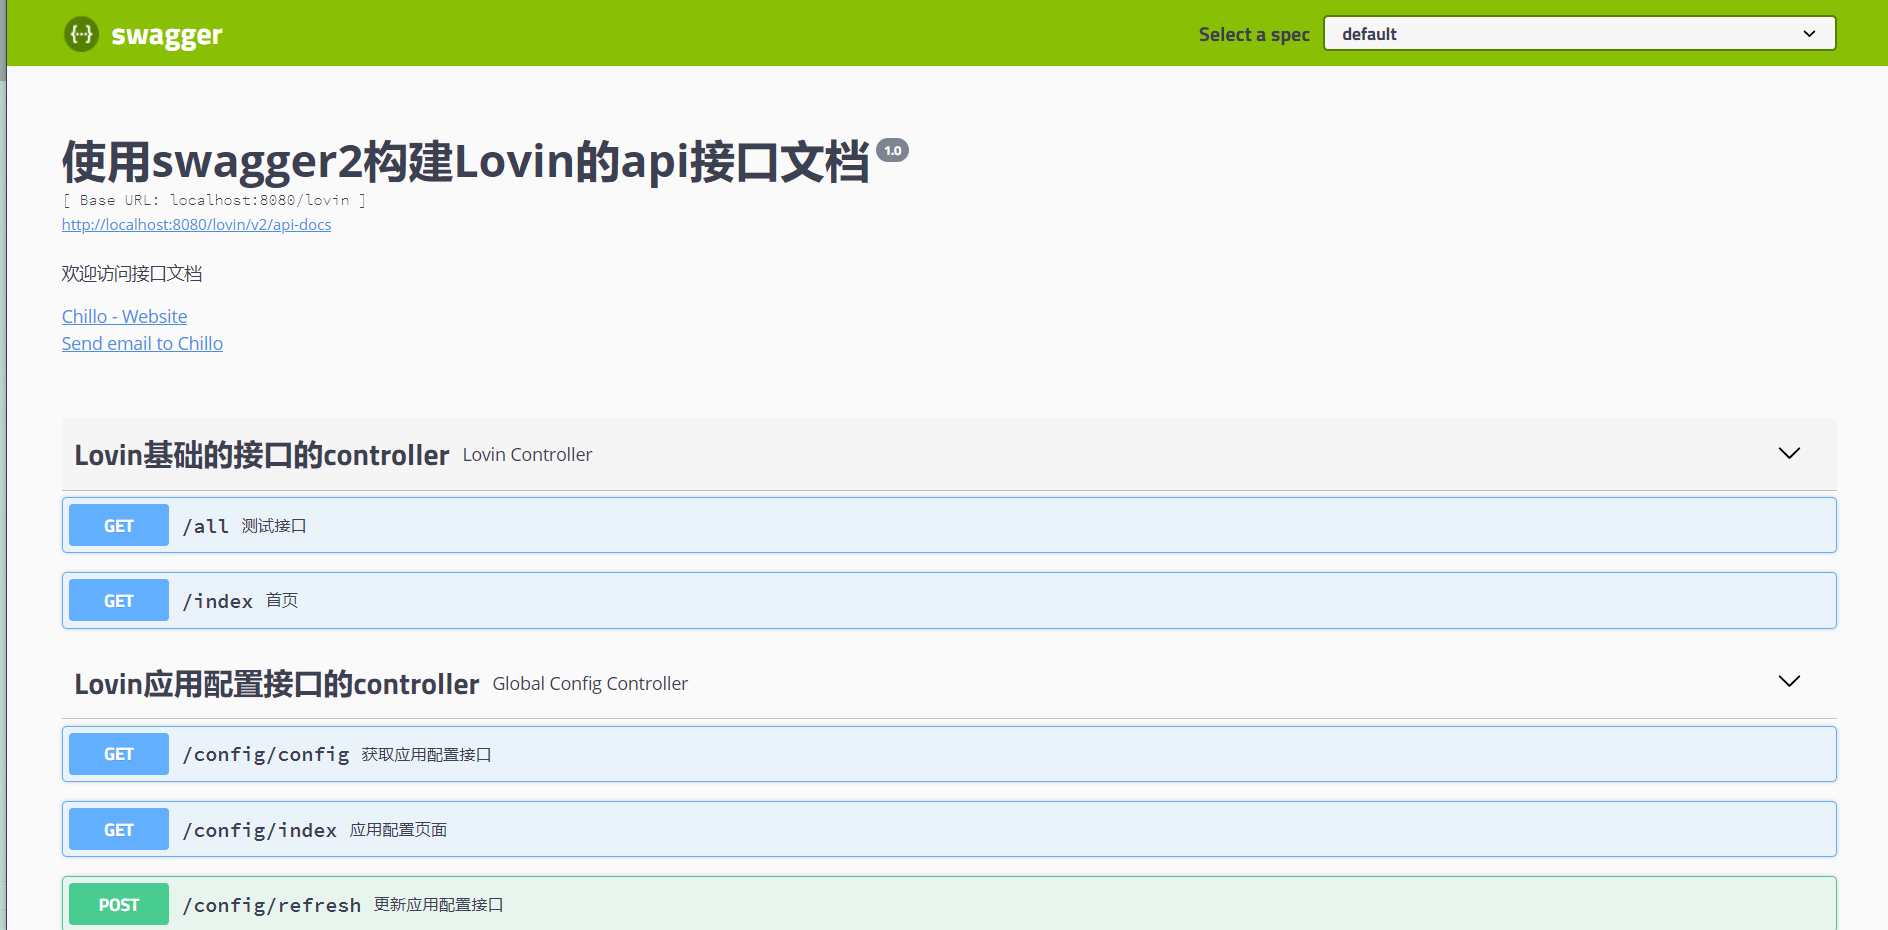 swagger
Select a spec default
使用swagger2构建Lovin的api接口文档 1.0
[ Base URL: localhost:8080/lovin ]
http://localhost:8080/lovin/v2/api-docs
欢迎访问接口文档
Chillo - Website
Send email to Chillo
Lovin基础的接口的controller Lovin Controller
GET /all 测试接口
GET /index 首页
Lovin应用配置接口的controller Global Config Controller
GET /config/config 获取应用配置接口
GET /config/index 应用配置页面
POST /config/refresh 更新应用配置接口